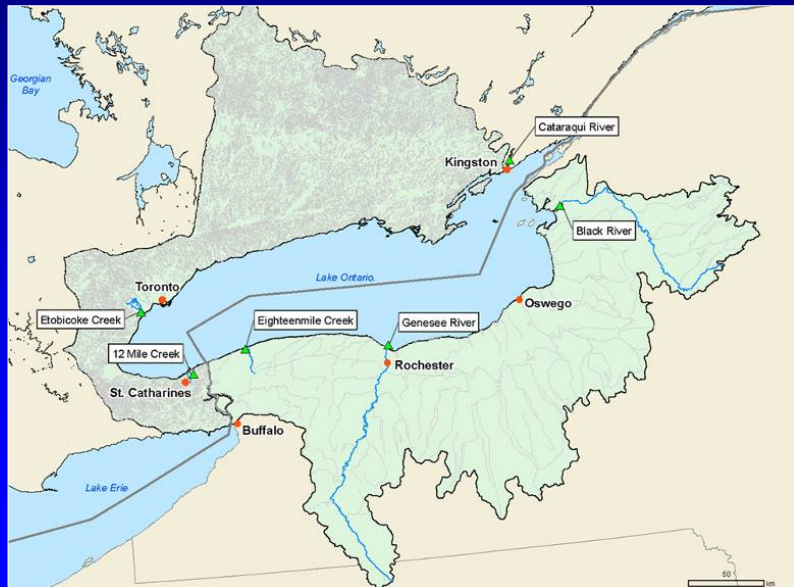 Georgian
Bay
Cataraqui River
Kingston
Black River
Toronto
Lake Ontario
Etobicoke Creek
Eighteenmile Creek
Genesee River
Oswego
12 Mile Creek
Rochester
St. Catharines
Buffalo
Lake Erie
50
km